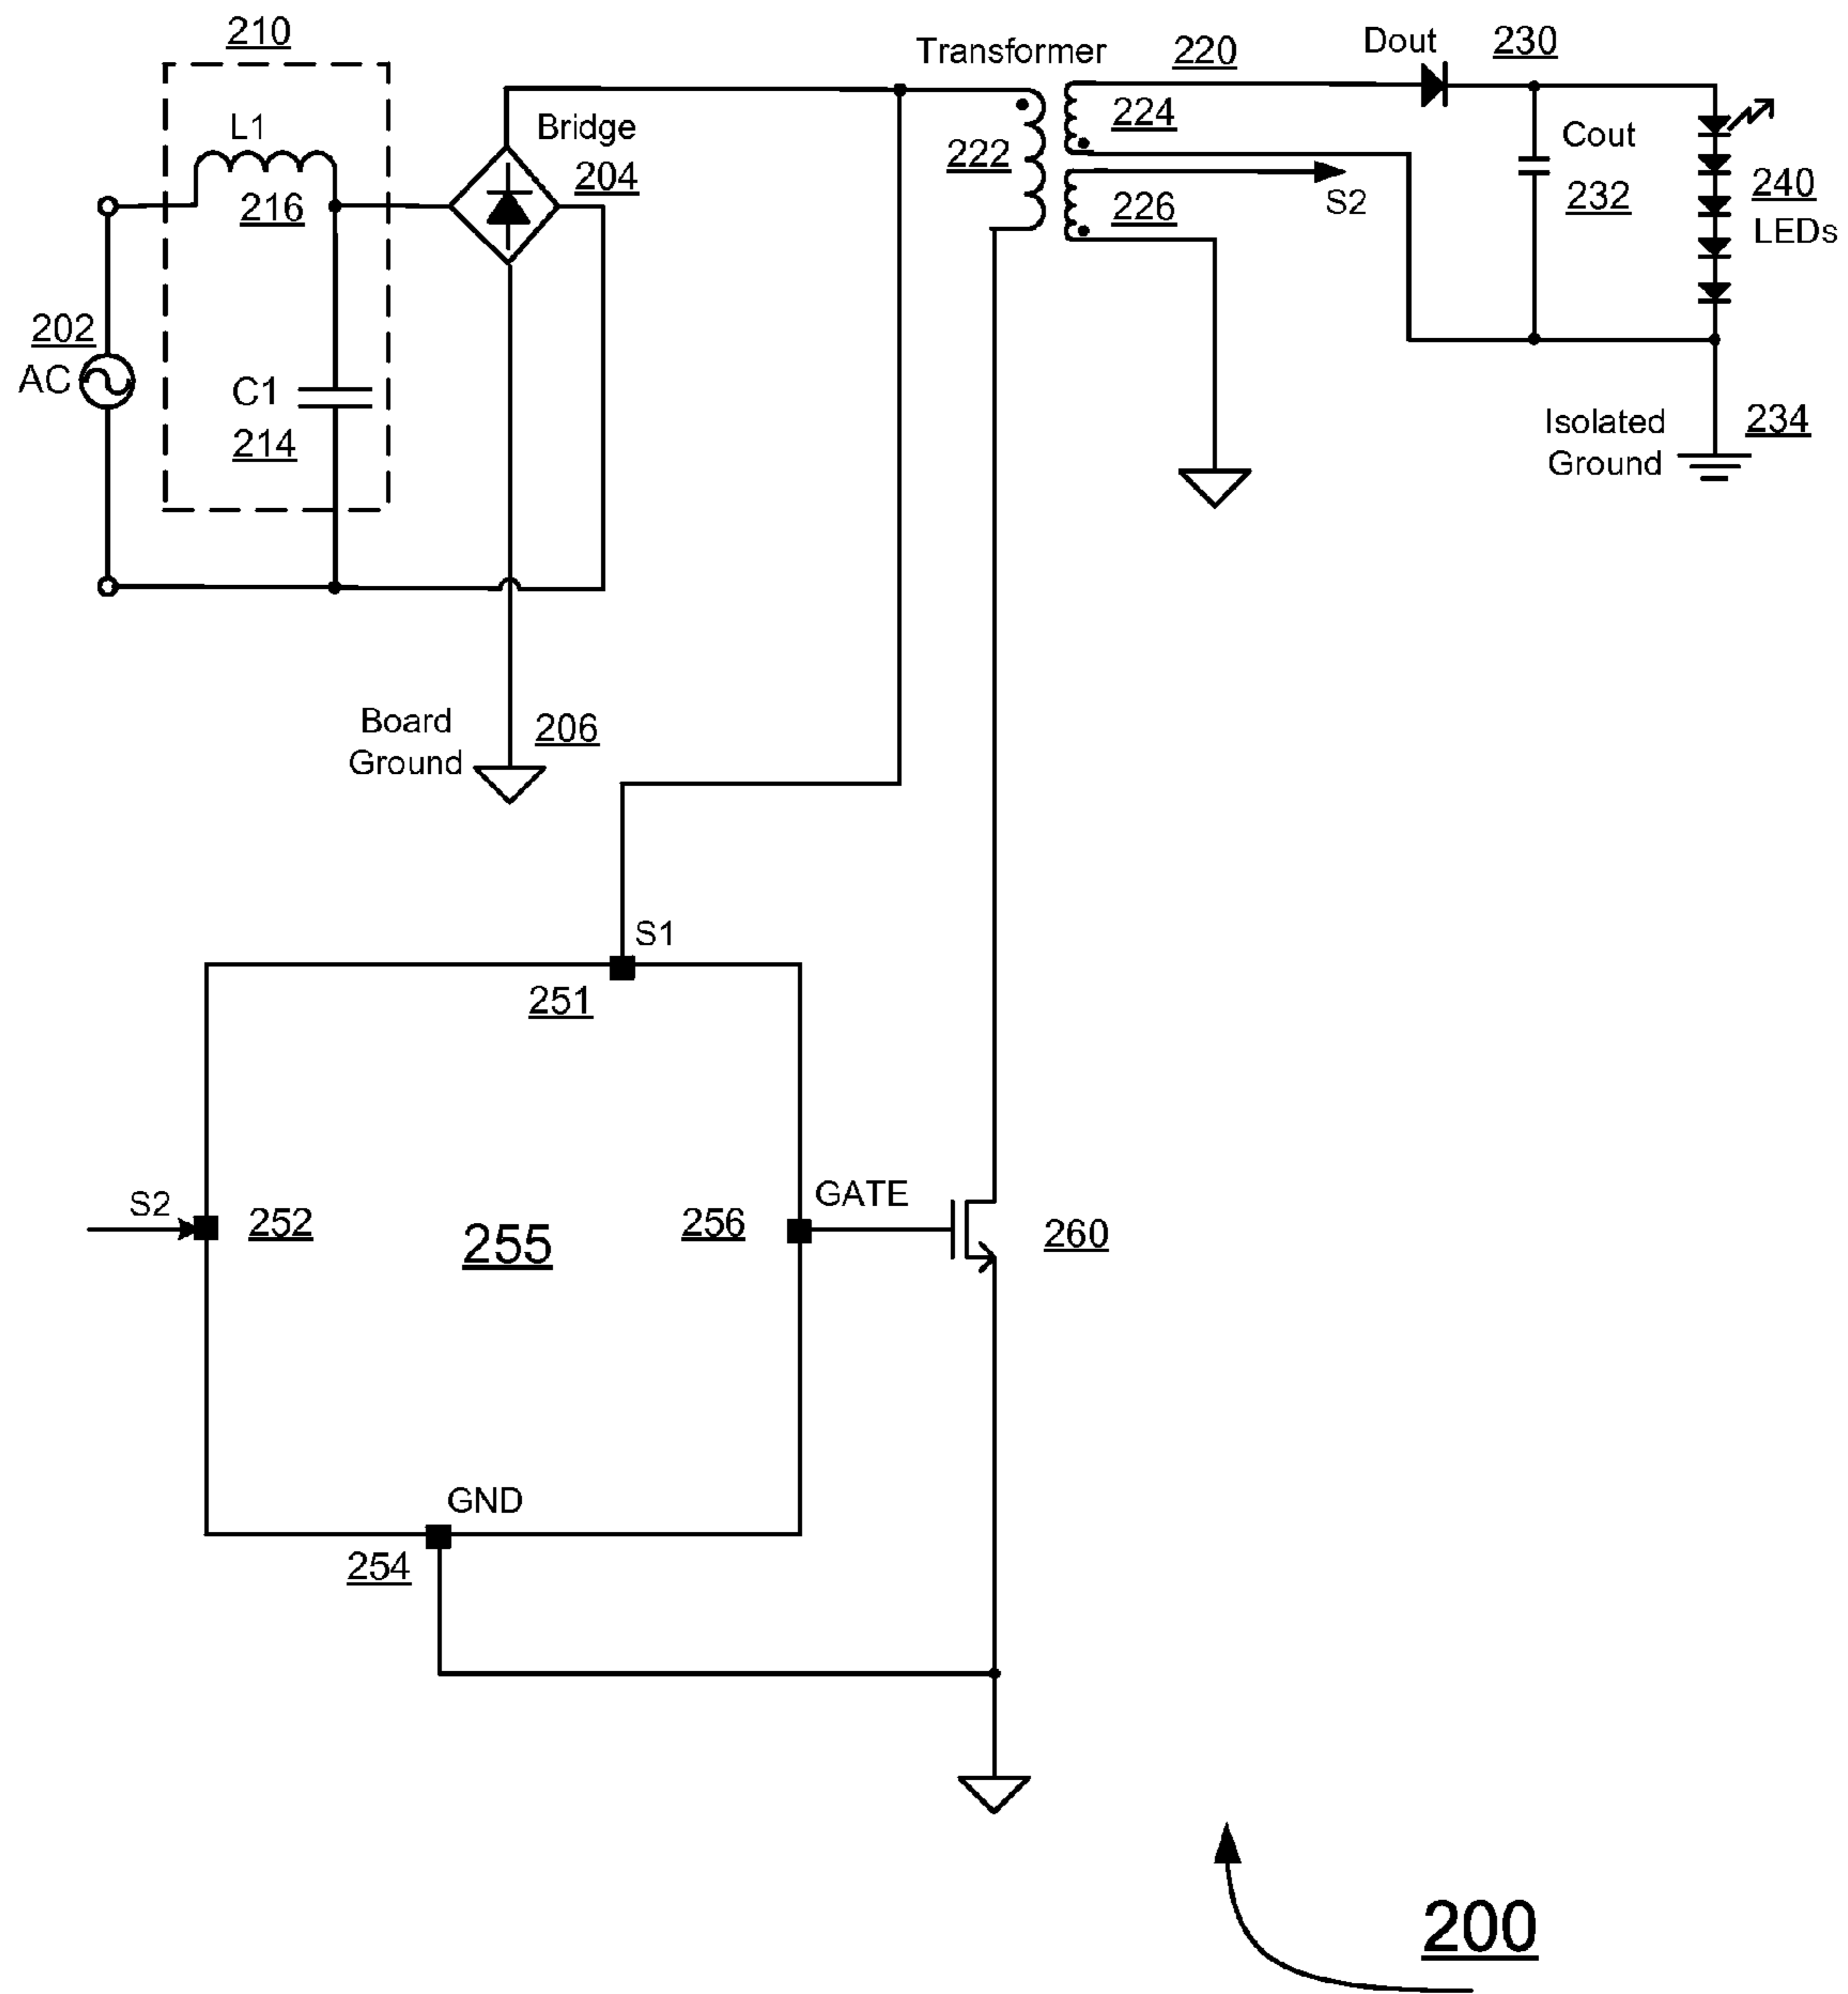 210
L1
216
Bridge
204
202
AC
C1
214
Board
Ground
206
Transformer
220
Dout
230
222
224
226
S2
Cout
232
240
LEDs
Isolated
Ground
234
S1
251
S2
252
255
256
GATE
260
GND
254
200